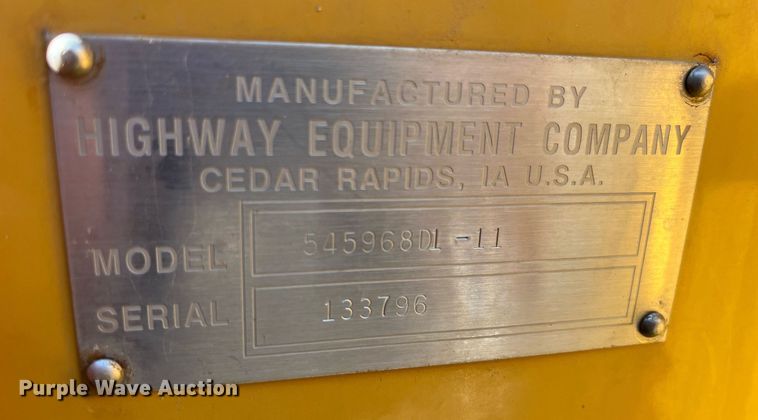 MANUFACTURED BY
HIGHWAY EQUIPMENT COMPANY
CEDAR RAPIDS, IA U.S.A.
MODEL 545968DL-11
SERIAL 133796
Purple Wave Auction